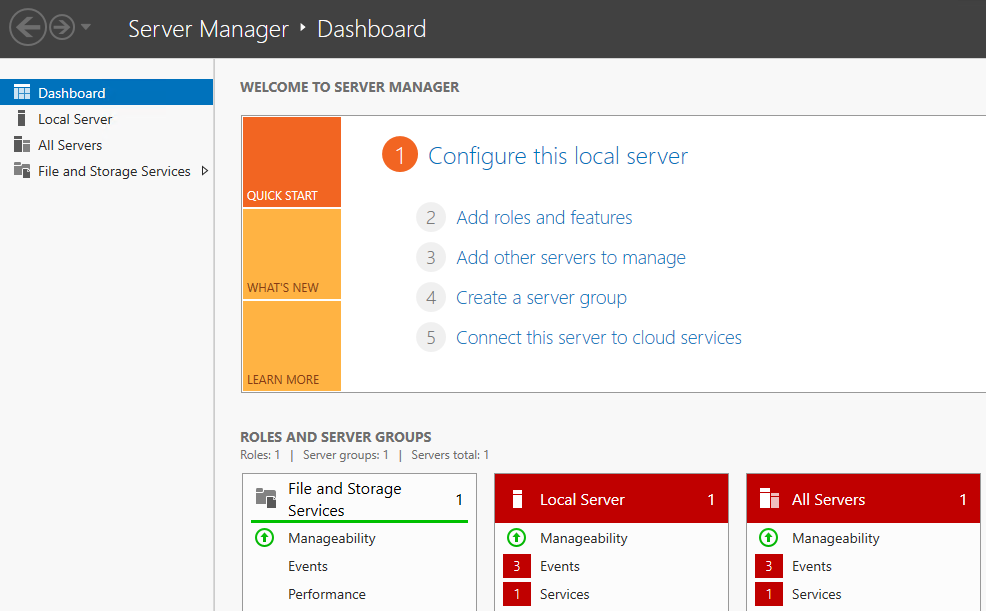 Server Manager ‣ Dashboard
Dashboard
Local Server
All Servers
File and Storage Services
WELCOME TO SERVER MANAGER
QUICK START
WHAT'S NEW
LEARN MORE
1 Configure this local server
2 Add roles and features
3 Add other servers to manage
4 Create a server group
5 Connect this server to cloud services
ROLES AND SERVER GROUPS
Roles: 1 | Server groups: 1 | Servers total: 1
File and Storage
Services 1
Manageability
Events
Performance
Local Server 1
Manageability
3 Events
1 Services
All Servers 1
Manageability
3 Events
1 Services